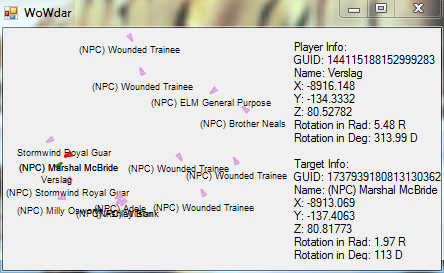 WoWdar
(NPC) Wounded Trainee
(NPC) Wounded Trainee
(NPC) ELM General Purpose
(NPC) Brother Neals
Stormwind Royal Guar
(NPC) Marshal McBride
Verslag
(NPC) Wounded Trainee
(NPC) Wounded Trainee
(NPC) Stormwind Royal Guar
(NPC) Milly Oswor
(NPC) Adele
(NPC) Wounded Trainee
Player Info:
GUID: 144115188152999283
Name: Verslag
X: -8916.148
Y: -134.3332
Z: 80.52782
Rotation in Rad: 5.48 R
Rotation in Deg: 313.99 D
Target Info:
GUID: 1737939180813130362
Name: (NPC) Marshal McBride
X: -8913.069
Y: -137.4063
Z: 80.81773
Rotation in Rad: 1.97 R
Rotation in Deg: 113 D